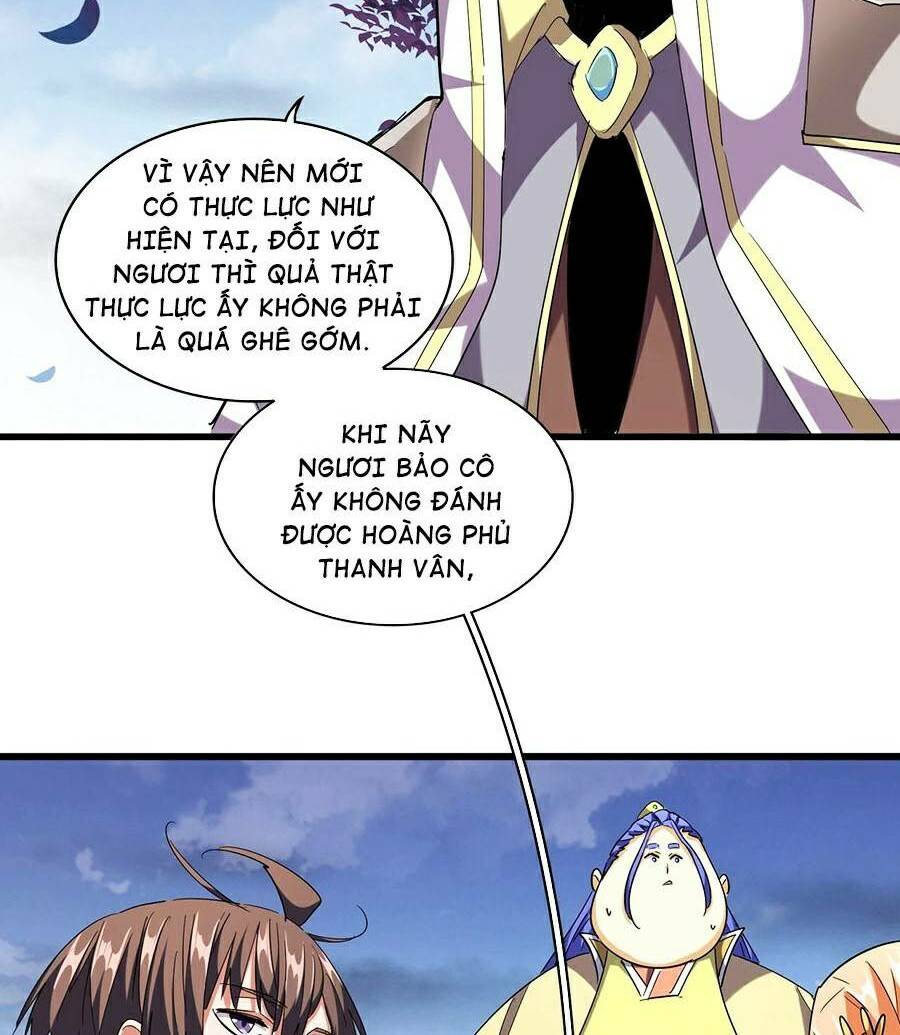 VÌ VẬY NÊN MỚI
CÓ THỰC LỰC NHƯ
HIỆN TẠI, ĐỐI VỚI
NGƯƠI THÌ QUẢ THẬT
THỰC LỰC ẤY KHÔNG PHẢI
LÀ QUÁ GHÊ GỚM.
KHI NÃY
NGƯƠI BẢO CÔ
ẤY KHÔNG ĐÁNH
ĐƯỢC HOÀNG PHỦ
THANH VÂN,